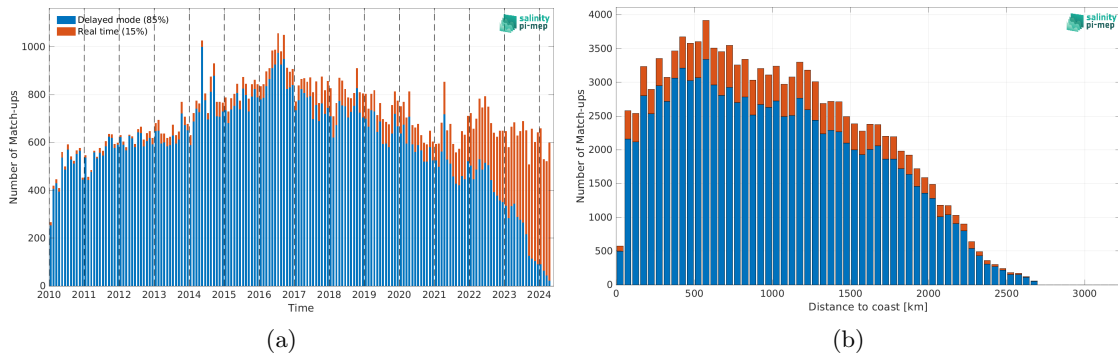 Delayed mode (85%)
Real time (15%)
salinity
pi-mep
Number of Match-ups
1000
800
600
400
200
0
2010 2011 2012 2013 2014 2015 2016 2017 2018 2019 2020 2021 2022 2023 2024
Time
(a)
salinity
pi-mep
Number of Match-ups
4000
3500
3000
2500
2000
1500
1000
500
0
0 500 1000 1500 2000 2500 3000
Distance to coast [km]
(b)